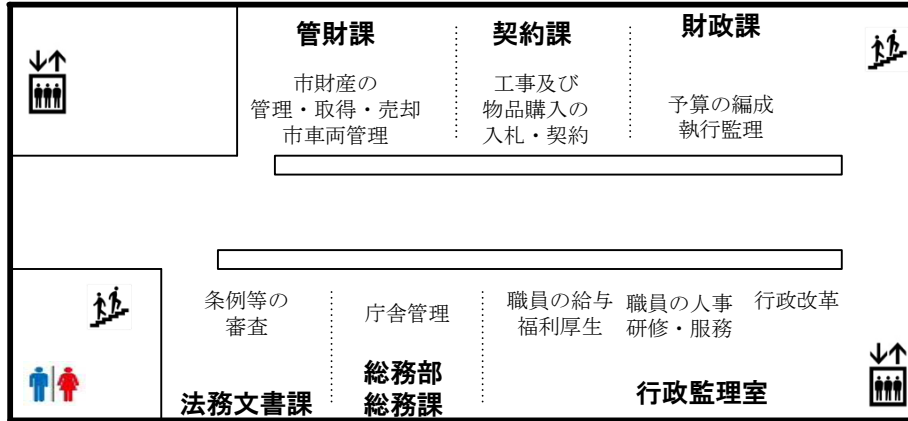 管財課
市財産の
管理・取得・売却
市車両管理
契約課
工事及び
物品購入の
入札・契約
財政課
予算の編成
執行監理
条例等の
審査
法務文書課
庁舎管理
総務部
総務課
職員の給与
福利厚生
職員の人事
研修・服務
行政改革
行政監理室